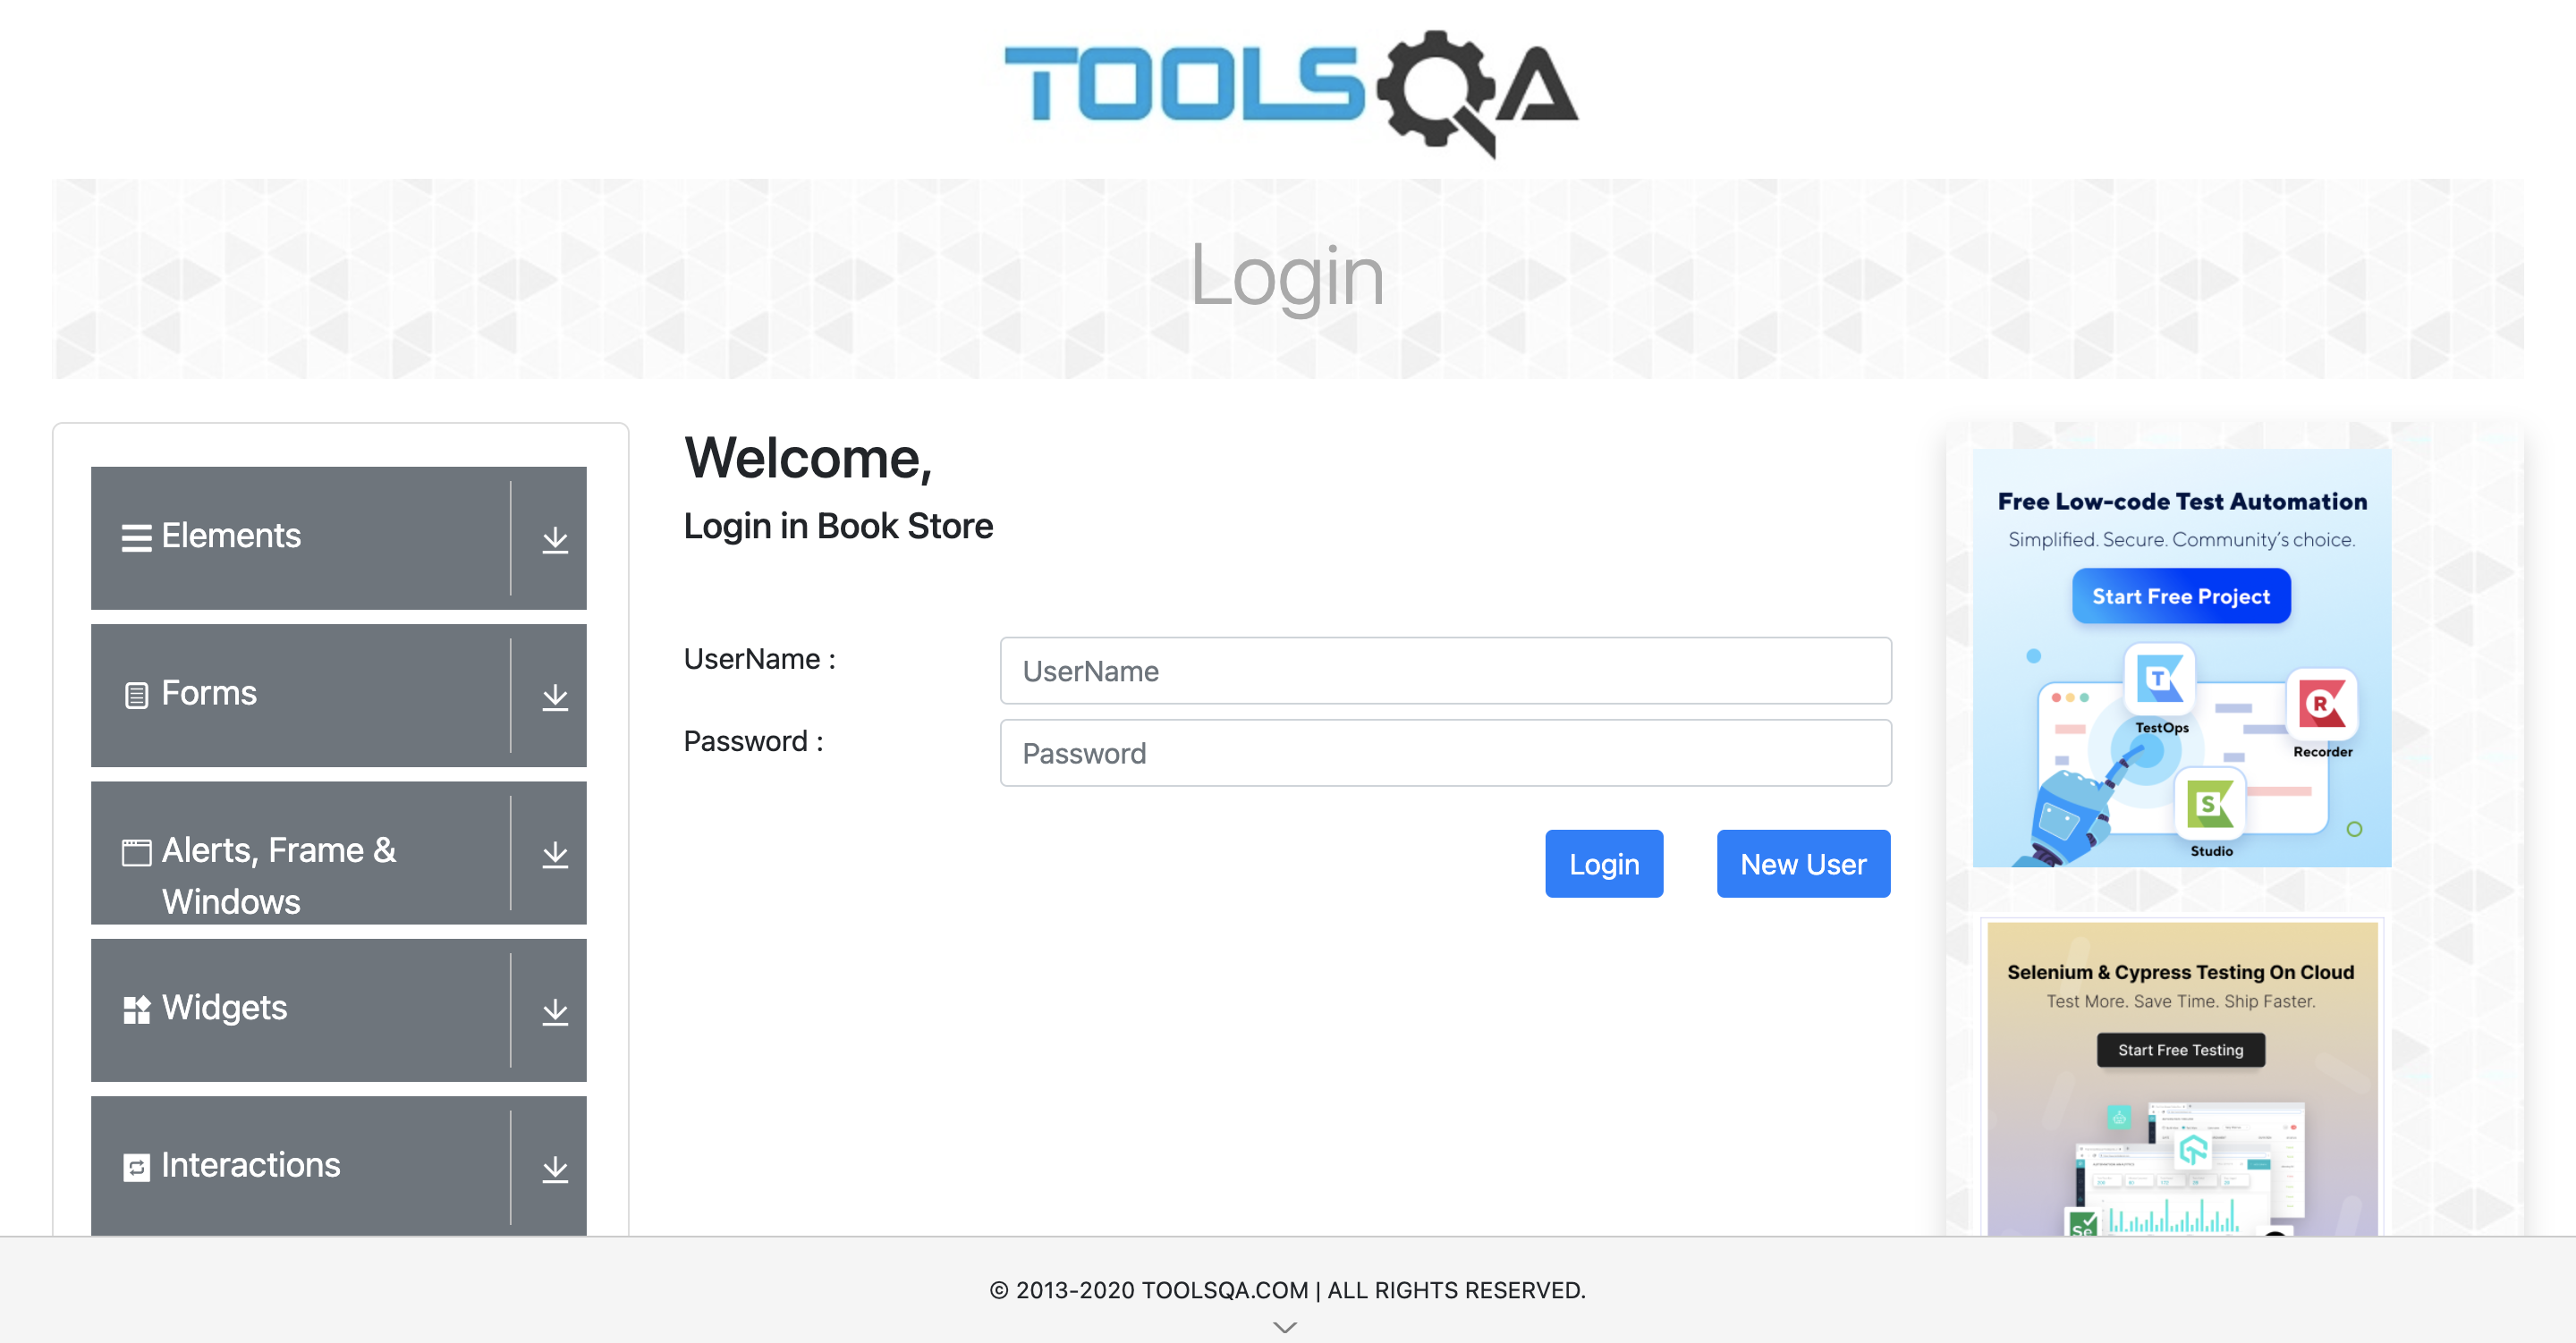 TOOLSQA
Login
Elements
Forms
Alerts, Frame &
Windows
Widgets
Interactions
Welcome,
Login in Book Store
UserName :
UserName
Password :
Password
Login
New User
Free Low-code Test Automation
Simplified. Secure. Community's choice.
Start Free Project
T
TestOps
R
Recorder
S
Studio
Selenium & Cypress Testing On Cloud
Test More. Save Time. Ship Faster.
Start Free Testing
Se
© 2013-2020 TOOLSQA.COM | ALL RIGHTS RESERVED.